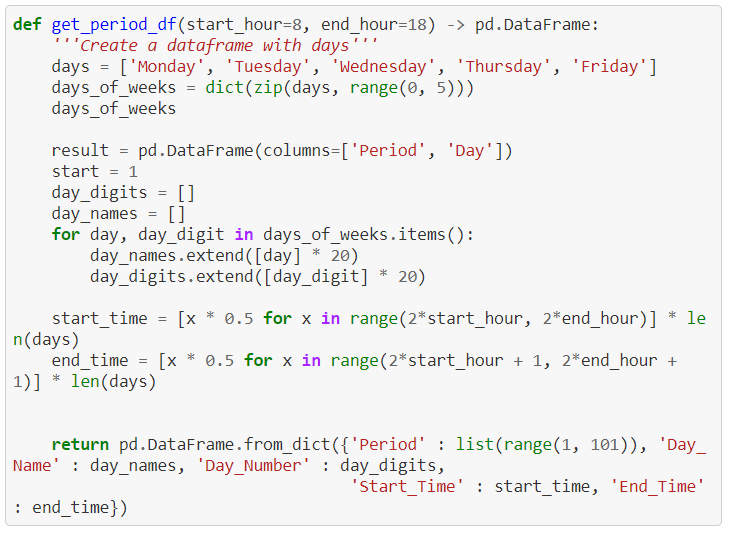 def get_period_df(start_hour=8, end_hour=18) -> pd.DataFrame:
    '''Create a dataframe with days'''
    days = ['Monday', 'Tuesday', 'Wednesday', 'Thursday', 'Friday']
    days_of_weeks = dict(zip(days, range(0, 5)))
    days_of_weeks

    result = pd.DataFrame(columns=['Period', 'Day'])
    start = 1
    day_digits = []
    day_names = []
    for day, day_digit in days_of_weeks.items():
        day_names.extend([day] * 20)
        day_digits.extend([day_digit] * 20)

    start_time = [x * 0.5 for x in range(2*start_hour, 2*end_hour)] * le
n(days)
    end_time = [x * 0.5 for x in range(2*start_hour + 1, 2*end_hour +
1)] * len(days)


    return pd.DataFrame.from_dict({'Period' : list(range(1, 101)), 'Day_
Name' : day_names, 'Day_Number' : day_digits,
                                   'Start_Time' : start_time, 'End_Time'
: end_time})